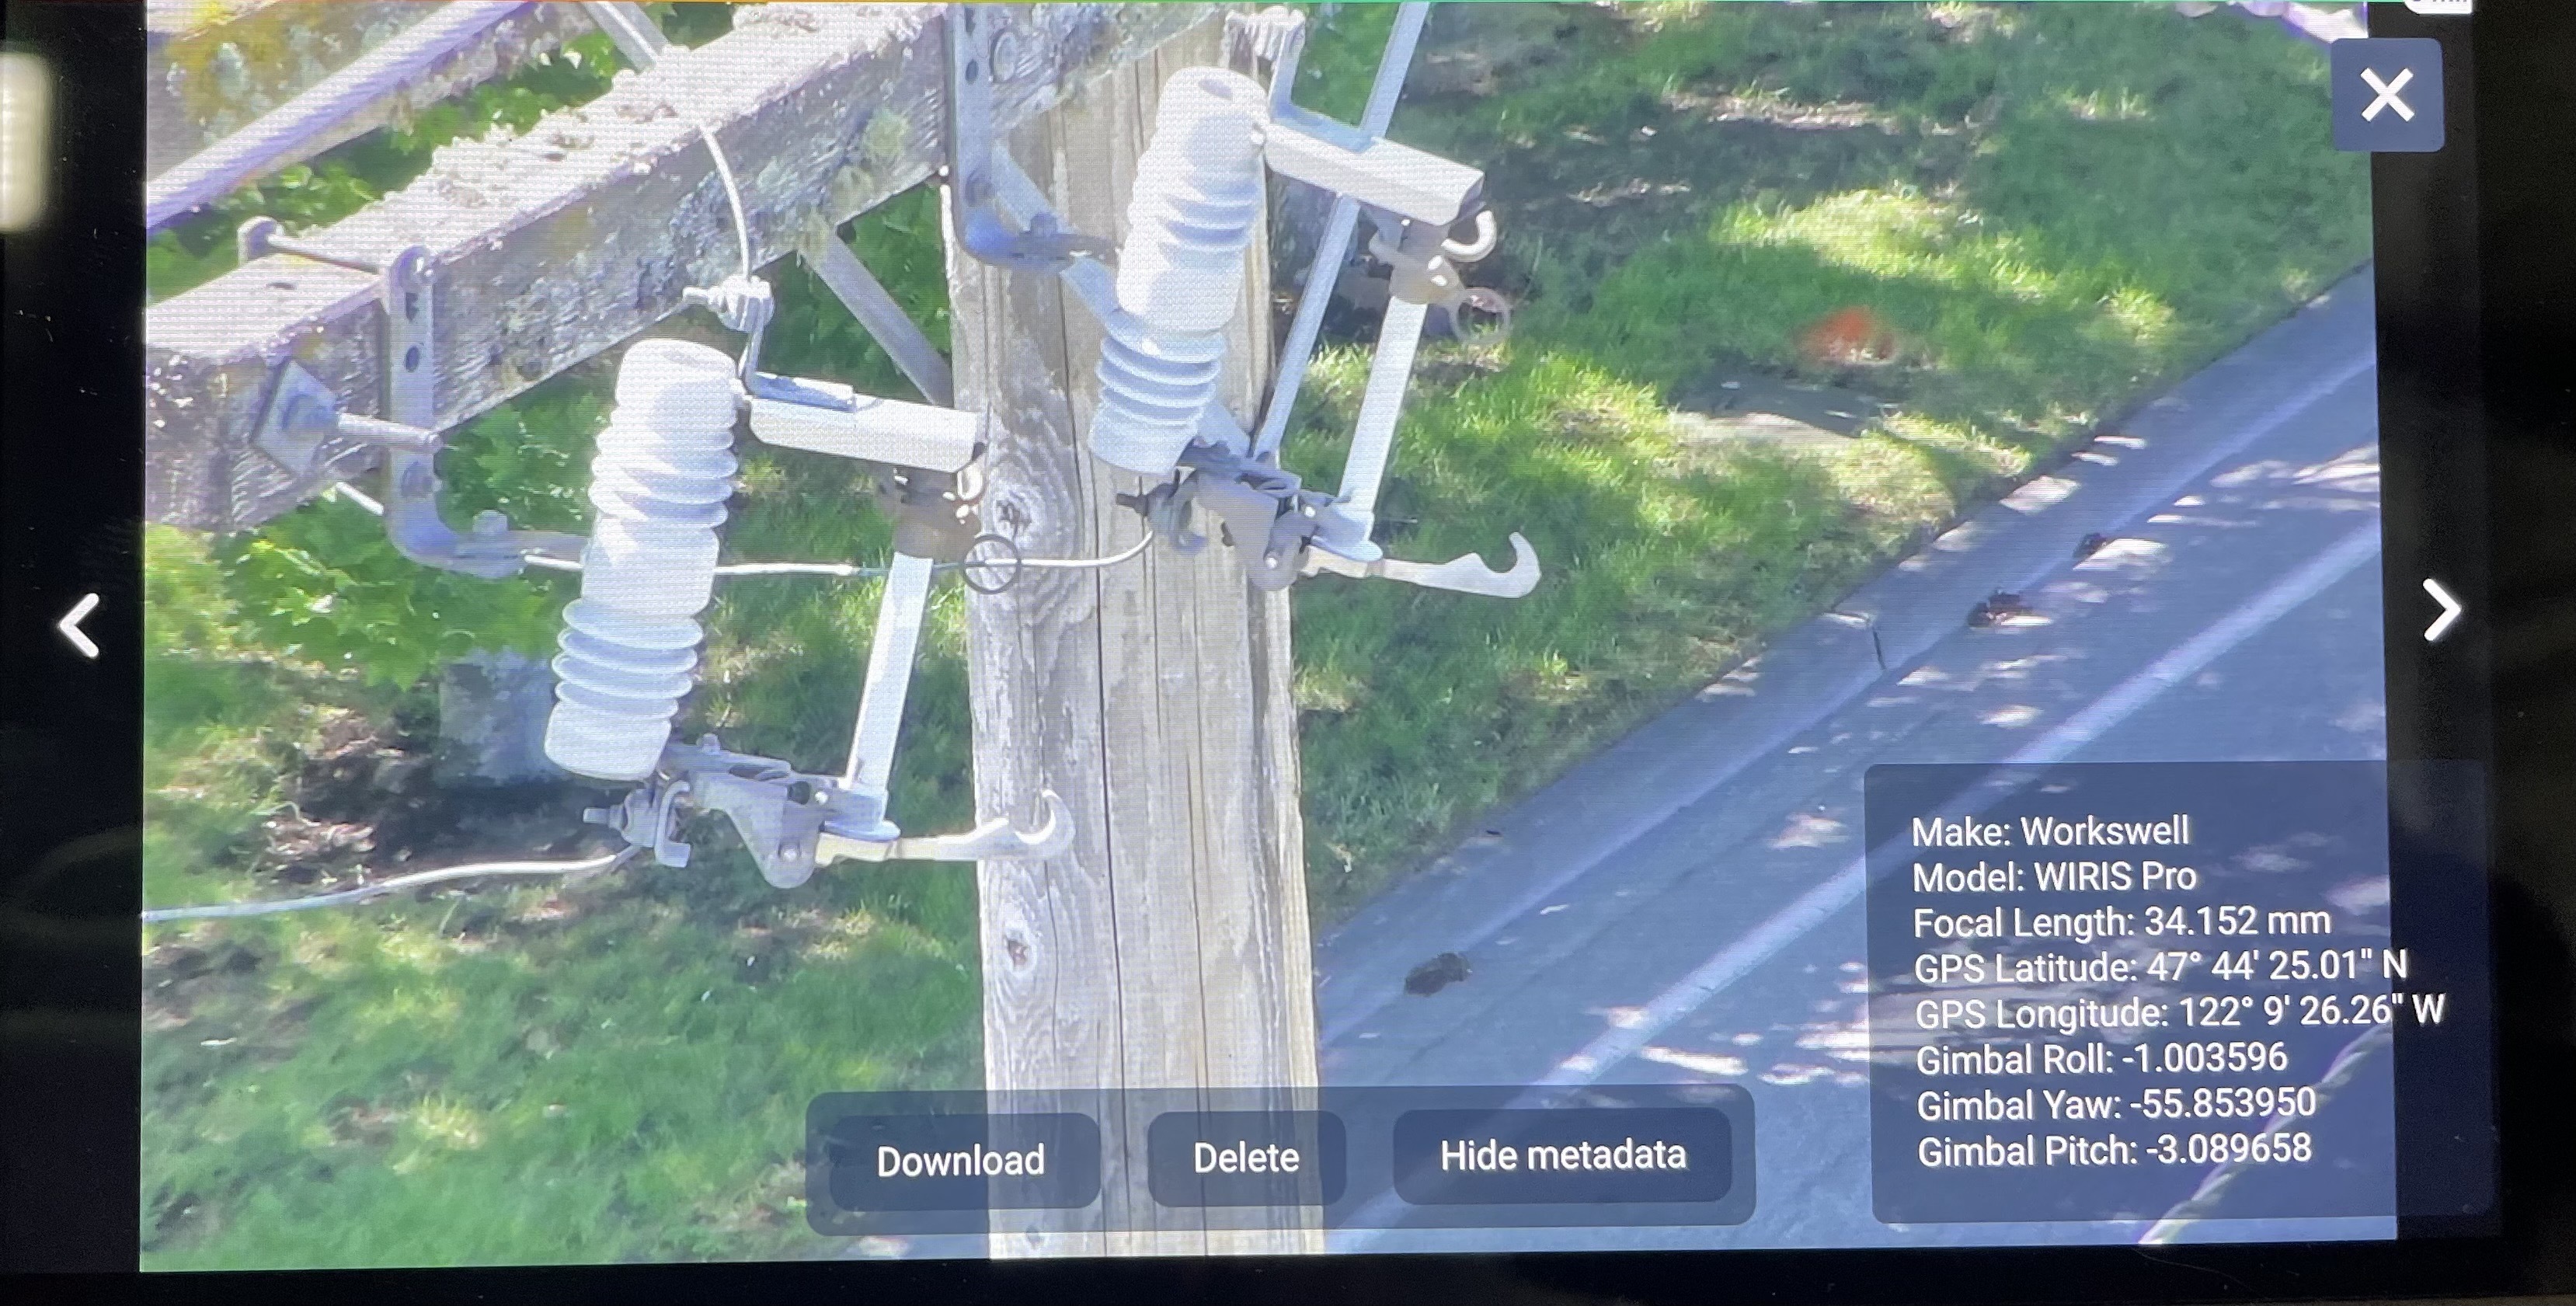 Make: Workswell
Model: WIRIS Pro
Focal Length: 34.152 mm
GPS Latitude: 47° 44' 25.01" N
GPS Longitude: 122° 9' 26.26" W
Gimbal Roll: -1.003596
Gimbal Yaw: -55.853950
Gimbal Pitch: -3.089658
Download
Delete
Hide metadata